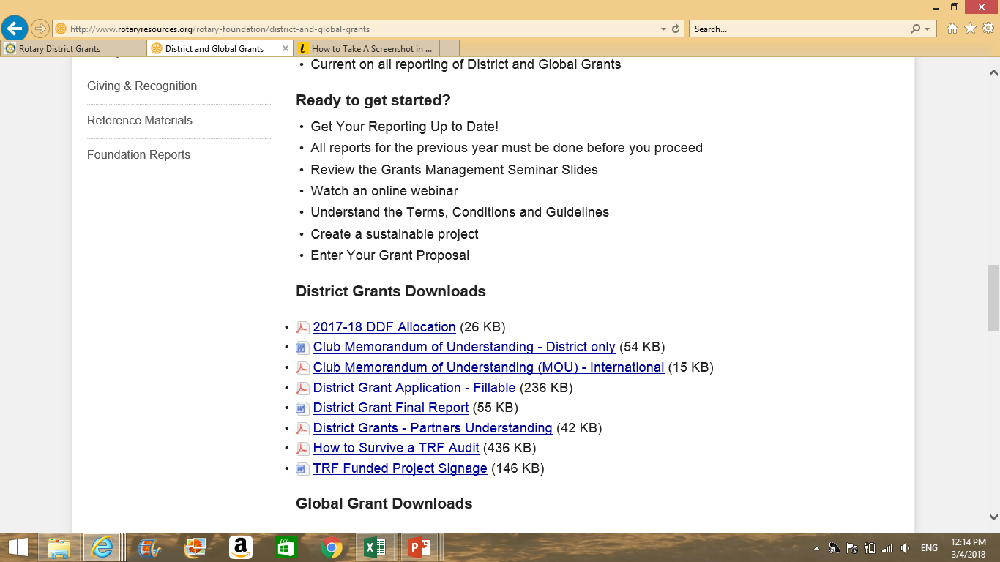 http://www.rotaryresources.org/rotary-foundation/district-and-global-grants
Search...
Rotary District Grants
District and Global Grants
How to Take A Screenshot in ...
Giving & Recognition
Reference Materials
Foundation Reports
• Current on all reporting of District and Global Grants
Ready to get started?
• Get Your Reporting Up to Date!
• All reports for the previous year must be done before you proceed
• Review the Grants Management Seminar Slides
• Watch an online webinar
• Understand the Terms, Conditions and Guidelines
• Create a sustainable project
• Enter Your Grant Proposal
District Grants Downloads
• 2017-18 DDF Allocation (26 KB)
• Club Memorandum of Understanding - District only (54 KB)
• Club Memorandum of Understanding (MOU) - International (15 KB)
• District Grant Application - Fillable (236 KB)
• District Grant Final Report (55 KB)
• District Grants - Partners Understanding (42 KB)
• How to Survive a TRF Audit (436 KB)
• TRF Funded Project Signage (146 KB)
Global Grant Downloads
ENG
12:14 PM
3/4/2018